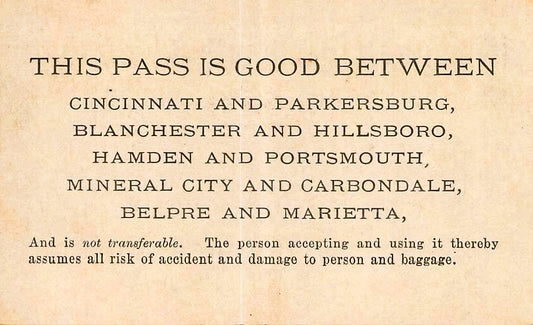 THIS PASS IS GOOD BETWEEN
CINCINNATI AND PARKERSBURG,
BLANCHESTER AND HILLSBORO,
HAMDEN AND PORTSMOUTH,
MINERAL CITY AND CARBONDALE,
BELPRE AND MARIETTA,
And is not transferable. The person accepting and using it thereby
assumes all risk of accident and damage to person and baggage.